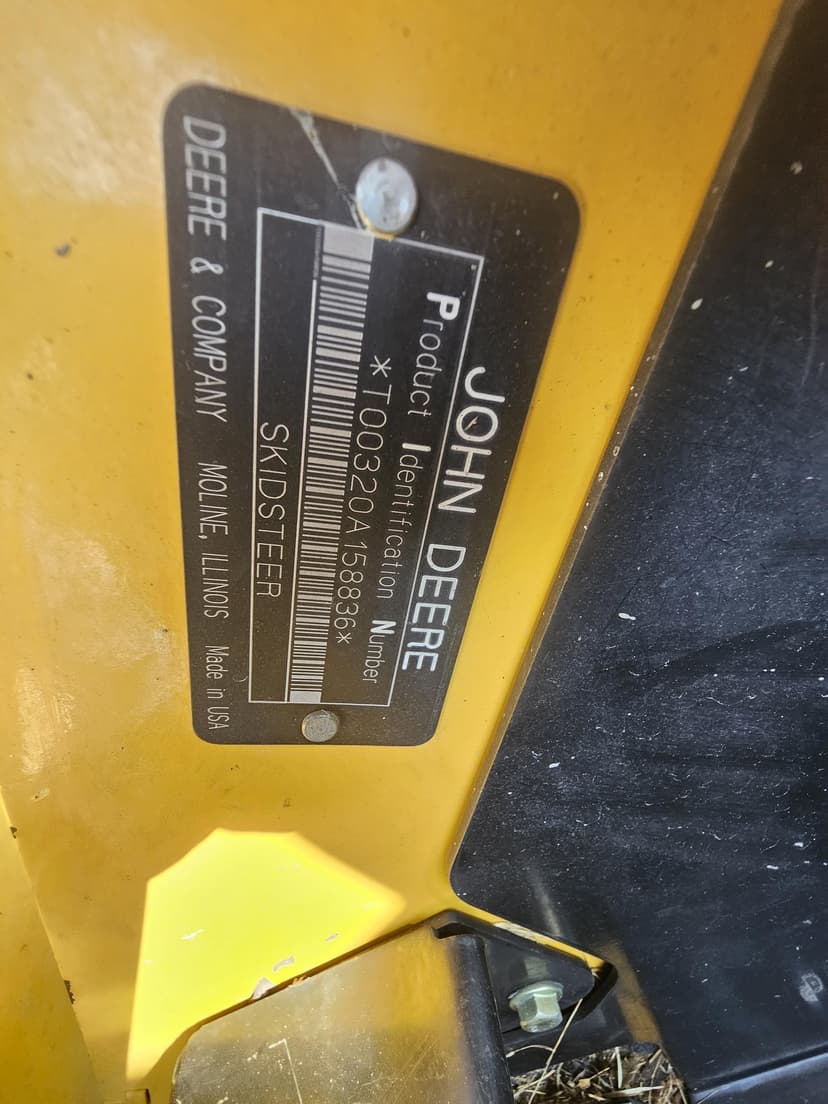 JOHN DEERE
Product Identification Number
*T00320A158836*
SKIDSTEER
DEERE & COMPANY MOLINE, ILLINOIS Made in USA